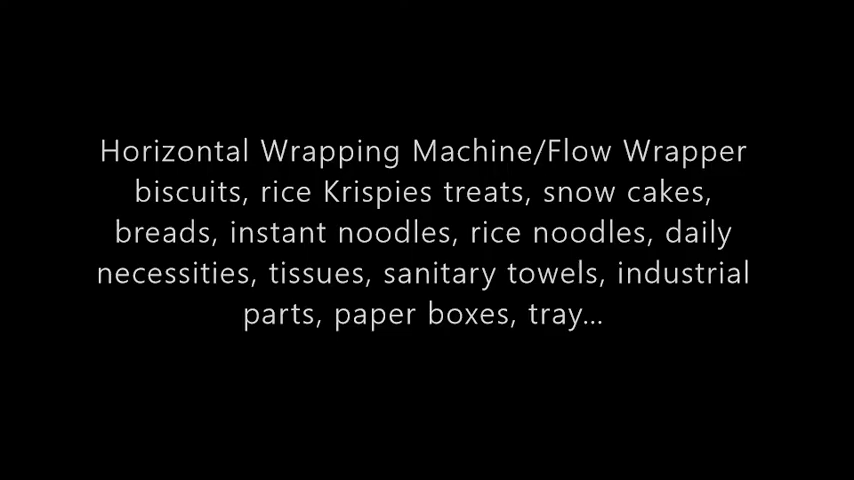 Horizontal Wrapping Machine/Flow Wrapper
biscuits, rice Krispies treats, snow cakes,
breads, instant noodles, rice noodles, daily
necessities, tissues, sanitary towels, industrial
parts, paper boxes, tray...